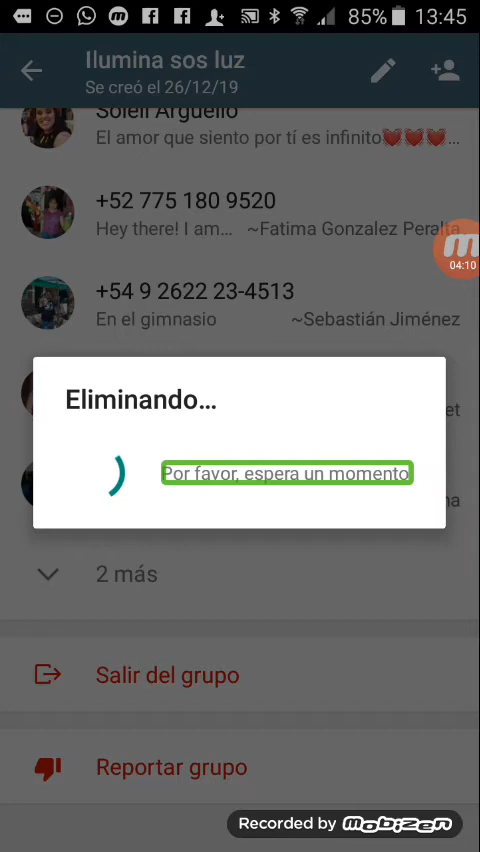 85% 13:45
Ilumina sos luz
Se creó el 26/12/19
Soleil Arguello
El amor que siento por tí es infinito❤❤❤...
+52 775 180 9520
Hey there! I am... ~Fatima Gonzalez Peralta
04:10
+54 9 2622 23-4513
En el gimnasio ~Sebastián Jiménez
Eliminando...
et
Por favor, espera un momento
na
2 más
Salir del grupo
Reportar grupo
Recorded by Mobizen